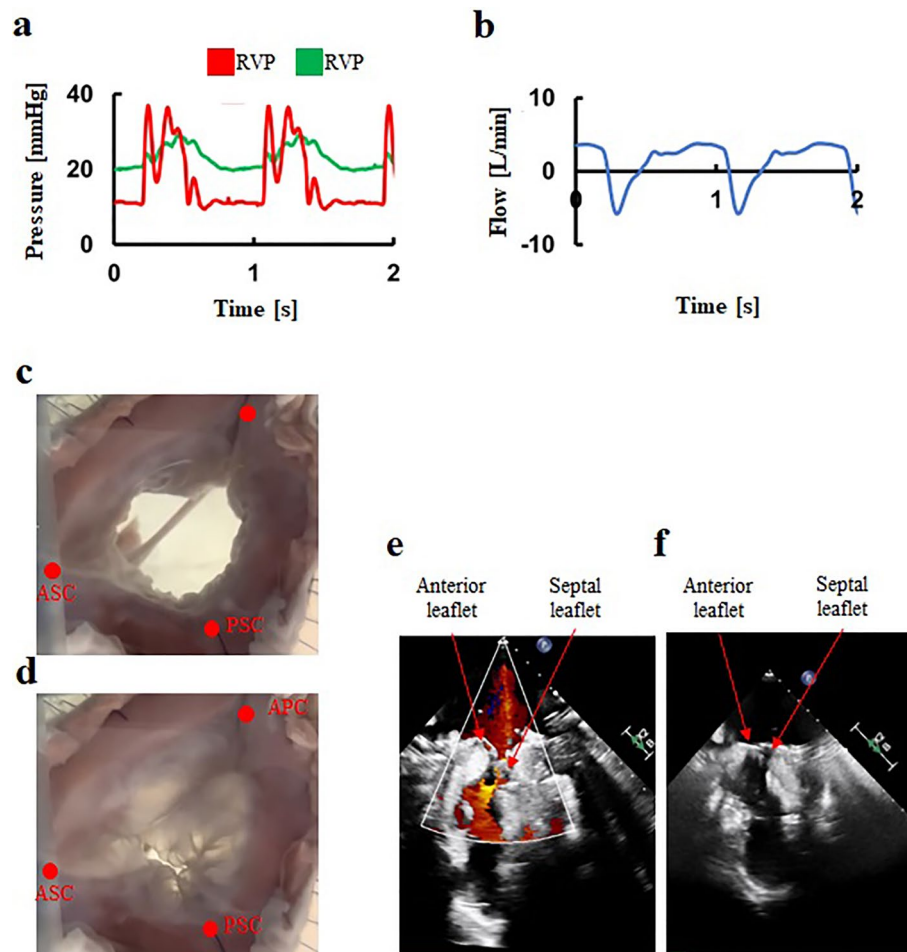 a
RVP RVP
Pressure [mmHg]
40
20
0
0 1 2
Time [s]
b
Flow [L/min]
10
0
-10
0 1 2
Time [s]
c
ASC
PSC
d
APC
ASC
PSC
e
Anterior
leaflet
Septal
leaflet
f
Anterior
leaflet
Septal
leaflet